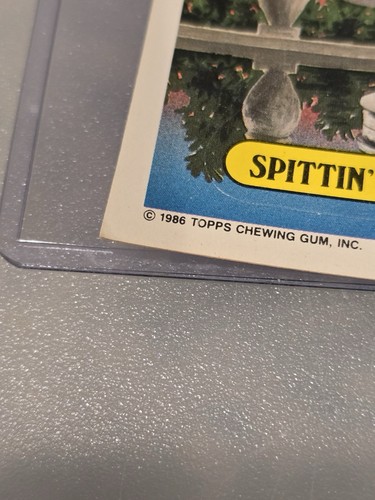 SPITTIN'
© 1986 TOPPS CHEWING GUM, INC.